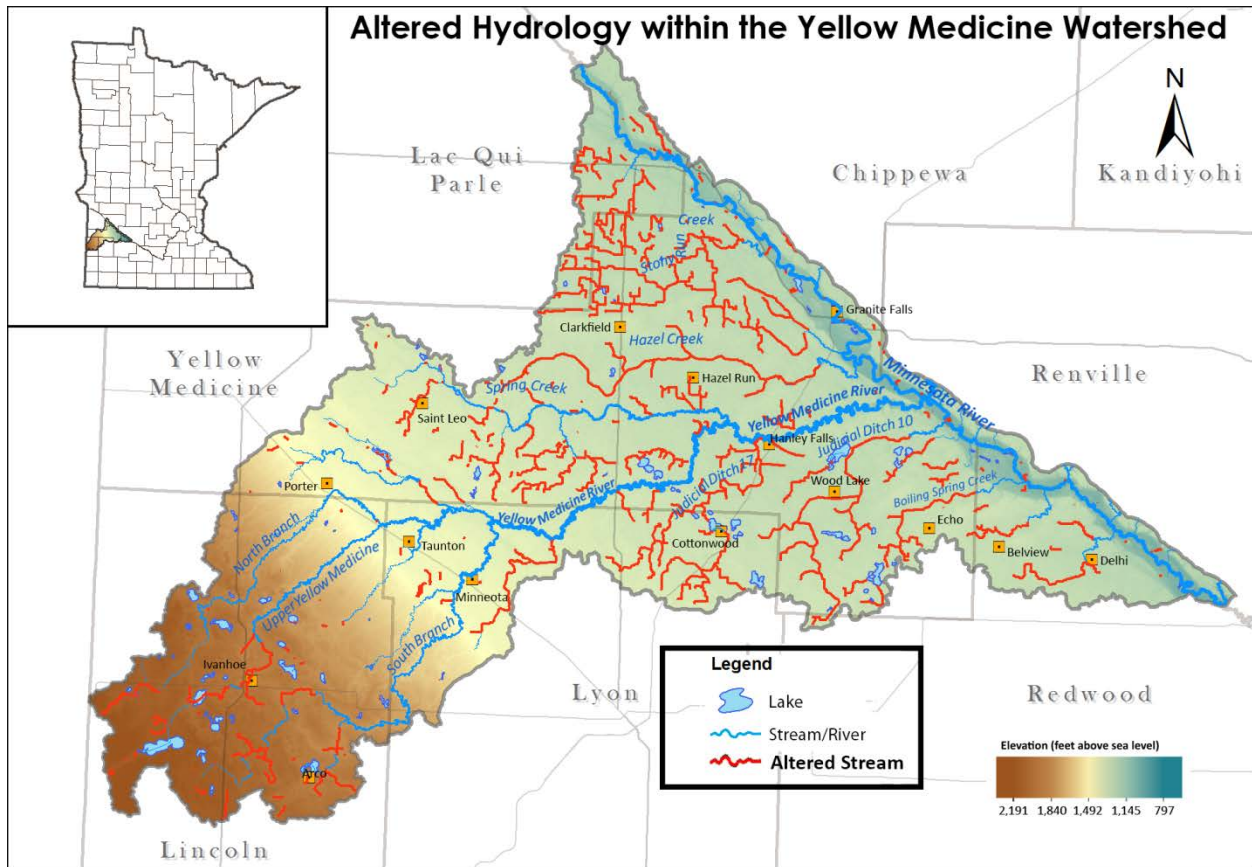 Altered Hydrology within the Yellow Medicine Watershed
N
Lac Qui
Parle
Chippewa
Kandiyohi
Creek
Stony Run
Granite Falls
Clarkfield
Hazel Creek
Yellow
Medicine
Hazel Run
Minnesota River
Renville
Spring Creek
Saint Leo
Yellow Medicine River
Hanley Falls
Judicial Ditch 10
Judicial Ditch 17
Wood Lake
Porter
Boiling Spring Creek
Yellow Medicine River
Echo
North Branch
Taunton
Cottonwood
Belview
Delhi
Upper Yellow Medicine
Minneota
South Branch
Ivanhoe
Lyon
Redwood
Arco
Lincoln
Legend
Lake
Stream/River
Altered Stream
Elevation (feet above sea level)
2,191 1,840 1,492 1,145 797